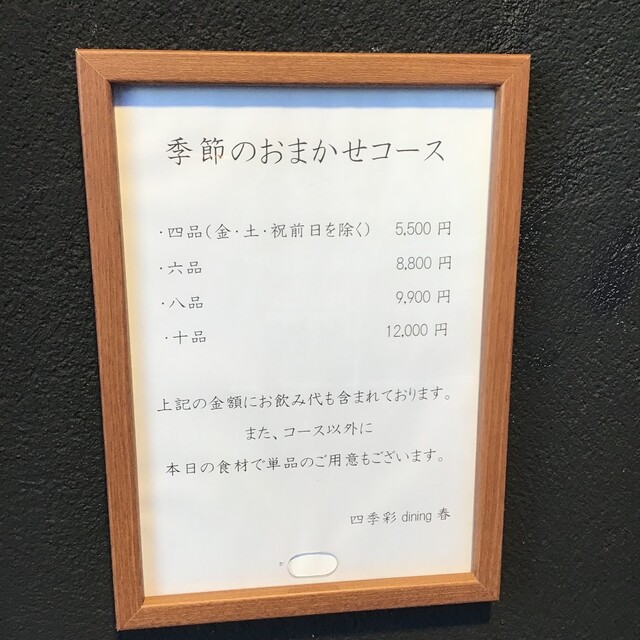 季節のおまかせコース
・四品(金・土・祝前日を除く) 5,500 円
・六品 8,800 円
・八品 9,900 円
・十品 12,000 円
上記の金額にお飲み代も含まれております。
また、コース以外に
本日の食材で単品のご用意もございます。
四季彩 dining 春